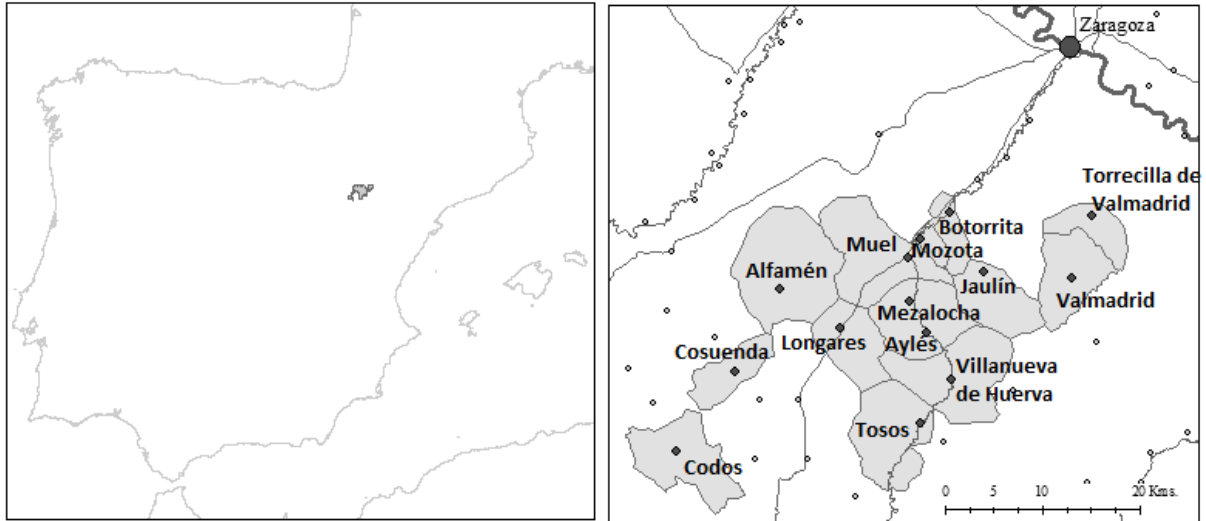 Zaragoza
Torrecilla de
Valmadrid
Botorrita
Muel
Mozota
Alfamén
Jaulín
Valmadrid
Mezalocha
Longares
Aylés
Cosuenda
Villanueva
de Huerva
Tosos
Codos
0 5 10 20 Kms.